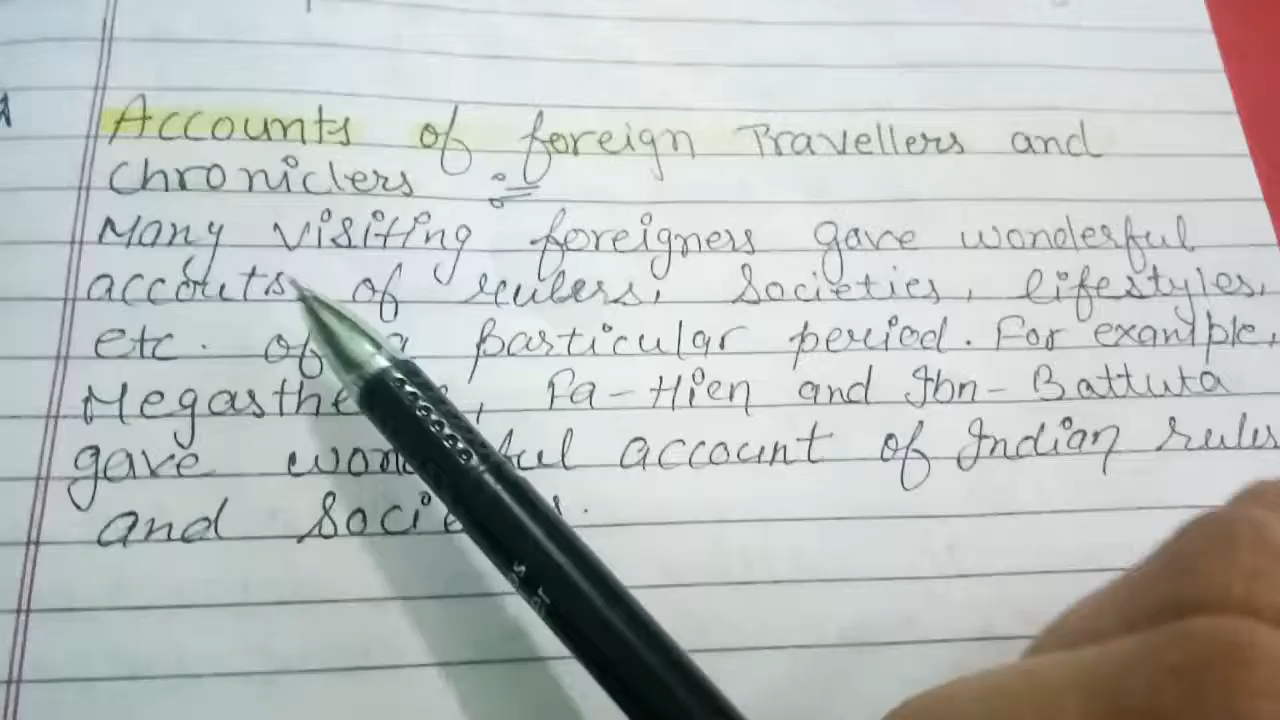 Accounts of foreign Travellers and
Chroniclers :=
Many visiting foreigners gave wonderful
accouts of rulers, Societies, lifestyles,
etc. of a particular period. For example,
Fa-Hien and Ibn-Battuta
gave account of Indian rules
and